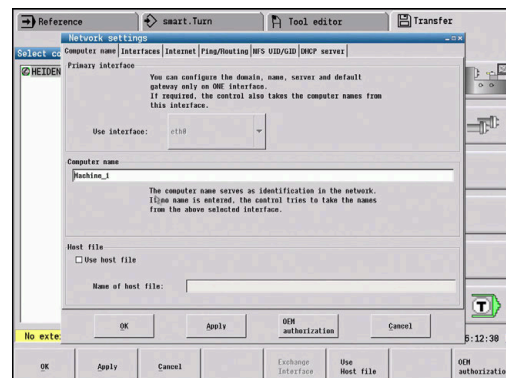 Reference
smart.Turn
Tool editor
Transfer
Network settings
Select co
Computer name
Interfaces
Internet
Ping/Routing
NFS UID/GID
DHCP server
HEIDEN
Primary interface
You can configure the domain, name, server and default
gateway only on ONE interface.
If required, the control also takes the computer names from
this interface.
Use interface:
eth0
Computer name
Machine_1
The computer name serves as identification in the network.
If no name is entered, the control tries to take the names
from the above selected interface.
Host file
Use host file
Name of host file:
OK
Apply
OEM
authorization
Cancel
No exte
6:12:30
OK
Apply
Cancel
Exchange
Interface
Use
Host file
OEM
authorizatio